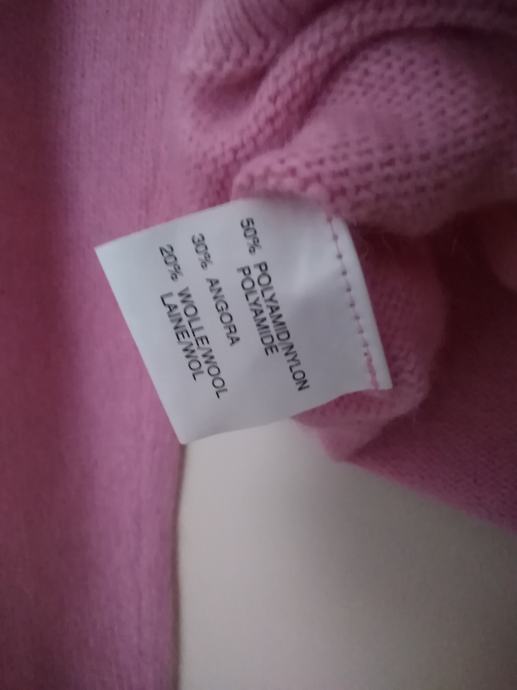 50% POLYAMID/NYLON
POLYAMIDE
30% ANGORA
20% WOLLE/WOOL
LAINE/WOL